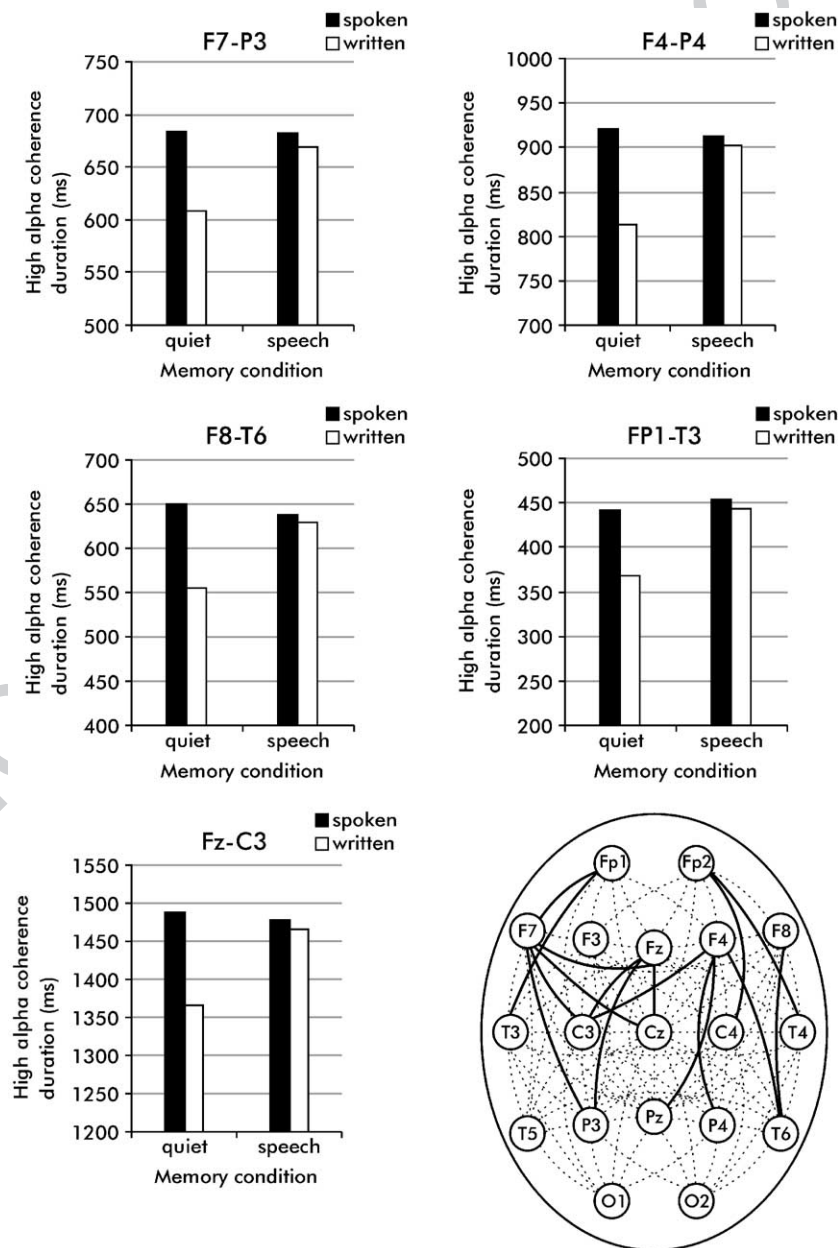 F7-P3
■spoken
□written
High alpha coherence
duration (ms)
750
700
650
600
550
500
quiet speech
Memory condition
F4-P4
■spoken
□written
High alpha coherence
duration (ms)
1000
950
900
850
800
750
700
quiet speech
Memory condition
F8-T6
■spoken
□written
High alpha coherence
duration (ms)
700
650
600
550
500
450
400
quiet speech
Memory condition
FP1-T3
■spoken
□written
High alpha coherence
duration (ms)
500
450
400
350
300
250
200
quiet speech
Memory condition
Fz-C3
■spoken
□written
High alpha coherence
duration (ms)
1550
1500
1450
1350
1300
1250
1200
quiet speech
Memory condition
Fp1 Fp2
F7 F3 Fz F4 F8
T3 C3 Cz C4 T4
T5 P3 Pz P4 T6
O1 O2